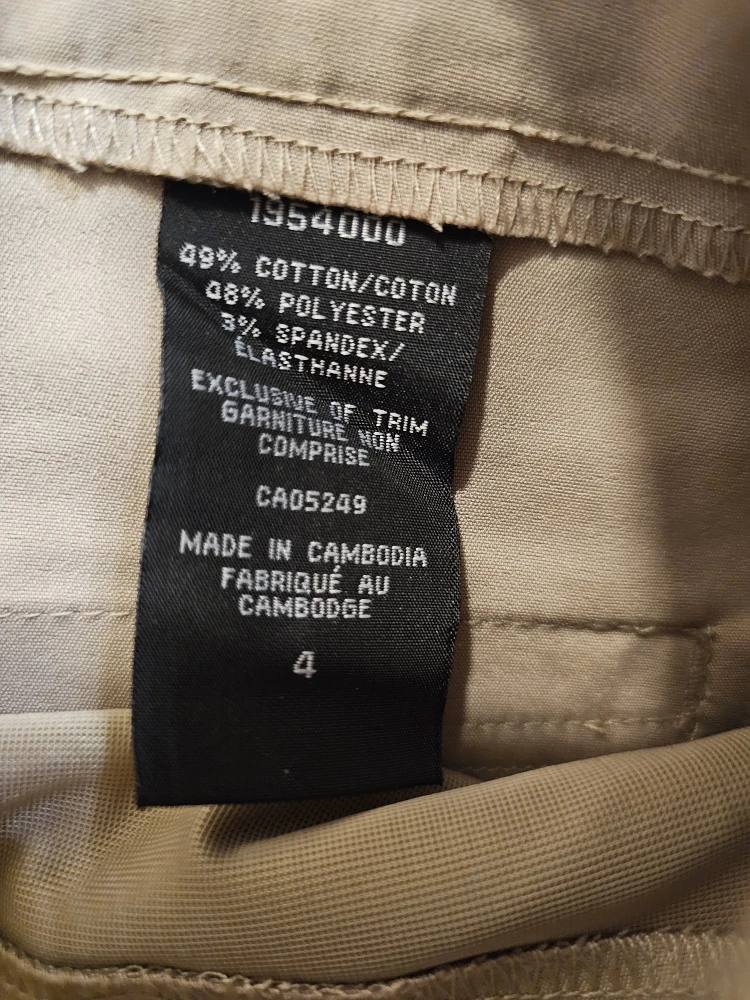 1954000
49% COTTON/COTON
48% POLYESTER
3% SPANDEX/
ÉLASTHANNE
EXCLUSIVE OF TRIM
GARNITURE NON
COMPRISE
CA05249
MADE IN CAMBODIA
FABRIQUÉ AU
CAMBODGE
4